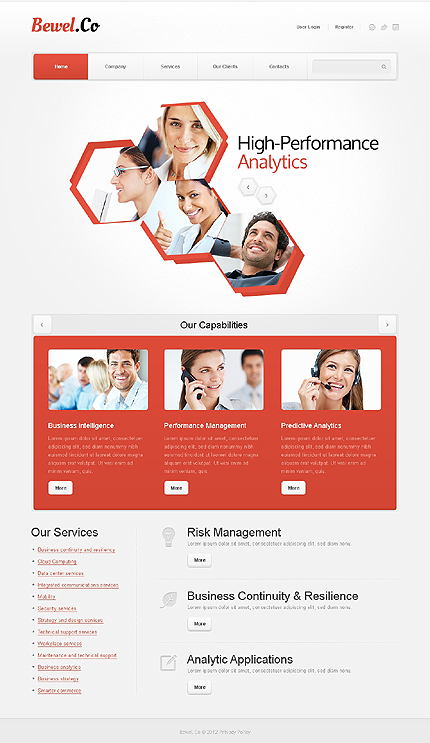 Bewel.Co
User Login
Register
Home
Company
Services
Our Clients
Contacts
High-Performance
Analytics
Our Capabilities
Business Intelligence
Lorem ipsum dolor sit amet, consectetuer
adipiscing elit, sed diam nonummy nibh
euismod tincidunt ut laoreet dolore magna
aliquam erat volutpat. Ut wisi enim ad
minim veniam, quis.
More
Performance Management
Lorem ipsum dolor sit amet, consectetuer
adipiscing elit, sed diam nonummy nibh
euismod tincidunt ut laoreet dolore magna
aliquam erat volutpat. Ut wisi enim ad
minim veniam, quis.
More
Predictive Analytics
Lorem ipsum dolor sit amet, consectetuer
adipiscing elit, sed diam nonummy nibh
euismod tincidunt ut laoreet dolore magna
aliquam erat volutpat. Ut wisi enim ad
minim veniam, quis.
More
Our Services
Business continuity and resiliency
Cloud Computing
Data center services
Integrated communications services
Mobility
Security services
Strategy and design services
Technical support services
Workplace services
Maintenance and technical support
Business analytics
Business strategy
Smarter commerce
Risk Management
Lorem ipsum dolor sit amet, consectetuer adipiscing elit, sed diam nonu.
More
Business Continuity & Resilience
Lorem ipsum dolor sit amet, consectetuer adipiscing elit, sed diam nonu.
More
Analytic Applications
Lorem ipsum dolor sit amet, consectetuer adipiscing elit, sed diam nonu.
More
Bewel.Co © 2012 Privacy Policy